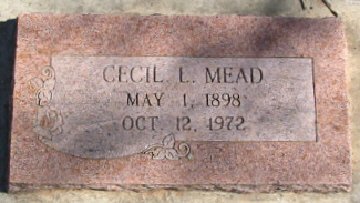 CECIL L. MEAD
MAY 1, 1898
OCT. 12, 1972